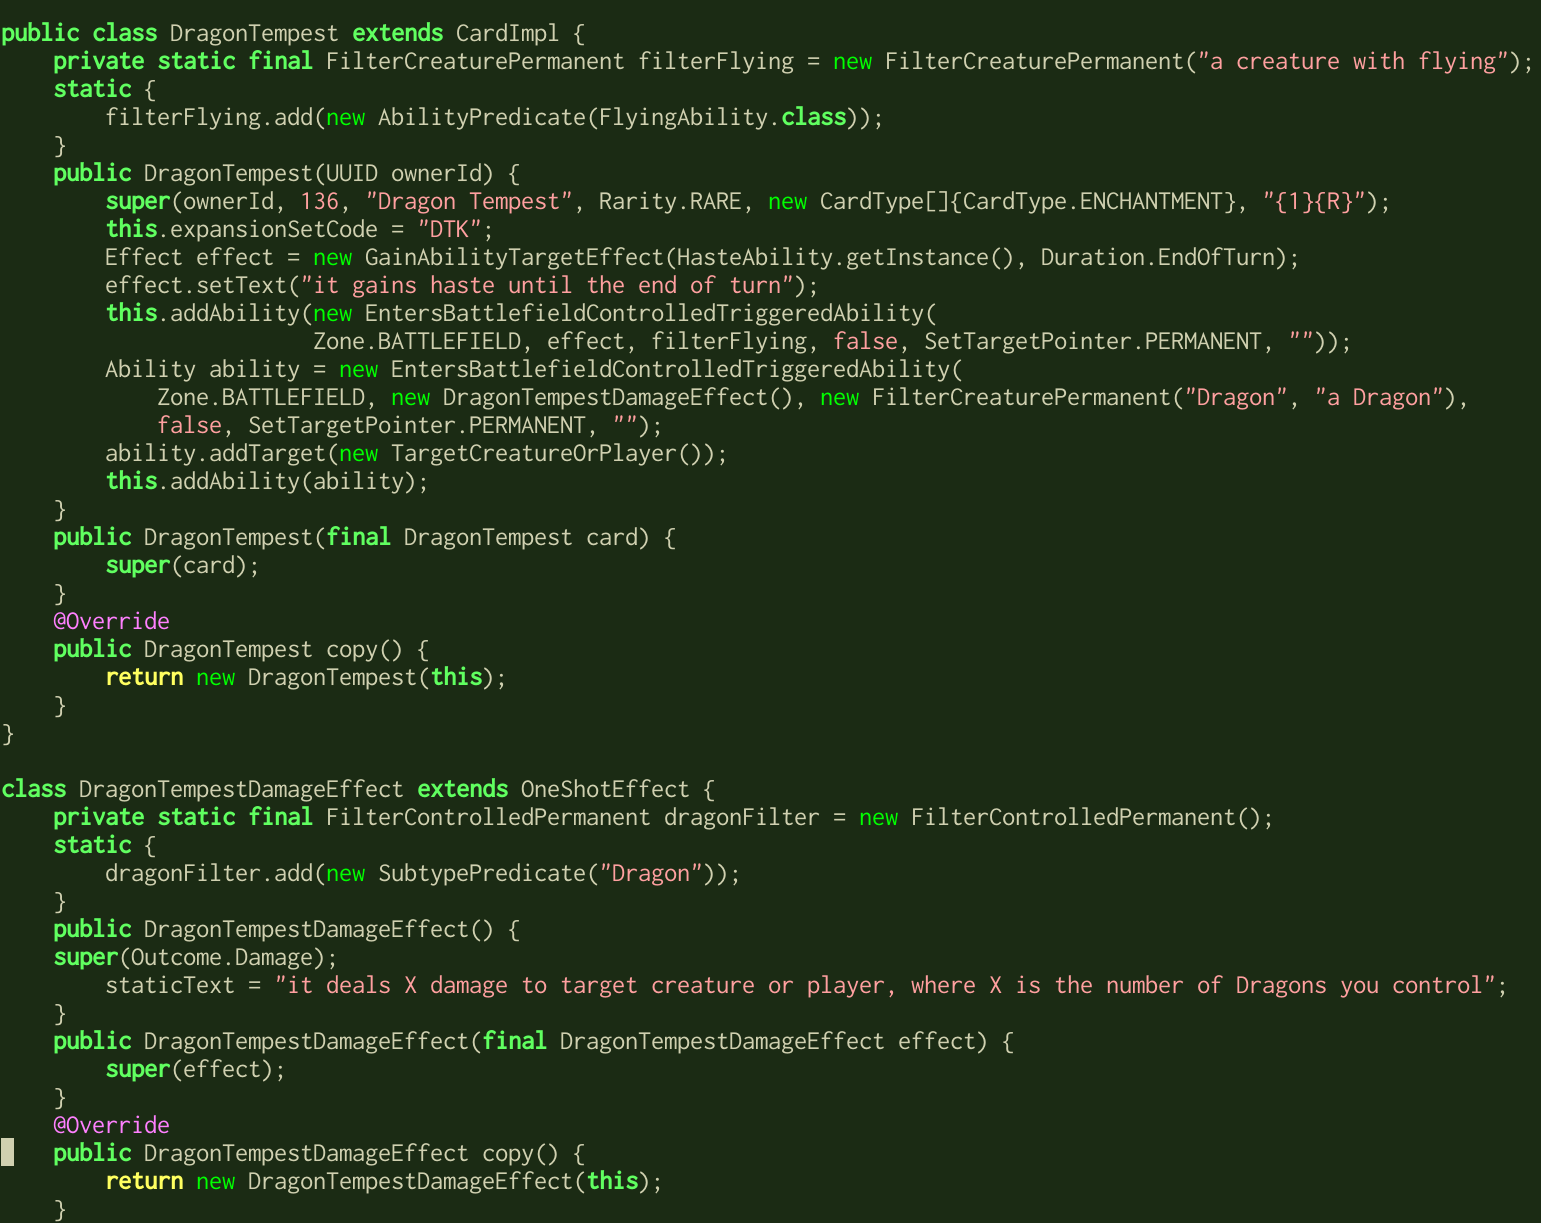 public class DragonTempest extends CardImpl {
    private static final FilterCreaturePermanent filterFlying = new FilterCreaturePermanent("a creature with flying");
    static {
        filterFlying.add(new AbilityPredicate(FlyingAbility.class));
    }
    public DragonTempest(UUID ownerId) {
        super(ownerId, 136, "Dragon Tempest", Rarity.RARE, new CardType[]{CardType.ENCHANTMENT}, "{1}{R}");
        this.expansionSetCode = "DTK";
        Effect effect = new GainAbilityTargetEffect(HasteAbility.getInstance(), Duration.EndOfTurn);
        effect.setText("it gains haste until the end of turn");
        this.addAbility(new EntersBattlefieldControlledTriggeredAbility(
                        Zone.BATTLEFIELD, effect, filterFlying, false, SetTargetPointer.PERMANENT, ""));
        Ability ability = new EntersBattlefieldControlledTriggeredAbility(
            Zone.BATTLEFIELD, new DragonTempestDamageEffect(), new FilterCreaturePermanent("Dragon", "a Dragon"),
            false, SetTargetPointer.PERMANENT, "");
        ability.addTarget(new TargetCreatureOrPlayer());
        this.addAbility(ability);
    }
    public DragonTempest(final DragonTempest card) {
        super(card);
    }
    @Override
    public DragonTempest copy() {
        return new DragonTempest(this);
    }
}

class DragonTempestDamageEffect extends OneShotEffect {
    private static final FilterControlledPermanent dragonFilter = new FilterControlledPermanent();
    static {
        dragonFilter.add(new SubtypePredicate("Dragon"));
    }
    public DragonTempestDamageEffect() {
    super(Outcome.Damage);
        staticText = "it deals X damage to target creature or player, where X is the number of Dragons you control";
    }
    public DragonTempestDamageEffect(final DragonTempestDamageEffect effect) {
        super(effect);
    }
    @Override
    public DragonTempestDamageEffect copy() {
        return new DragonTempestDamageEffect(this);
    }